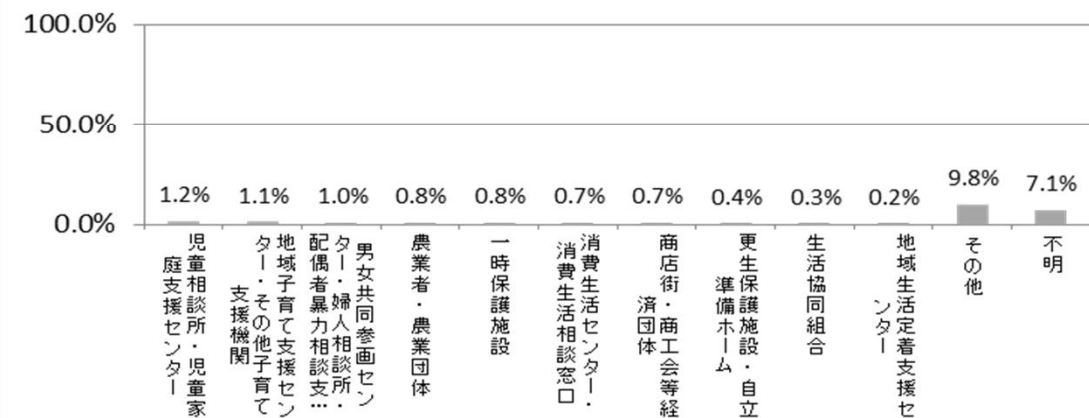 100.0%
50.0%
0.0%
1.2%
1.1%
1.0%
0.8%
0.8%
0.7%
0.7%
0.4%
0.3%
0.2%
9.8%
7.1%
児童相談所・児童家
庭支援センター
地域子育て支援セン
ター・その他子育て
支援機関
男女共同参画セン
ター・婦人相談所・
配偶者暴力相談支…
農業者・農業団体
一時保護施設
消費生活センター・
消費生活相談窓口
商店街・商工会等経
済団体
更生保護施設・自立
準備ホーム
生活協同組合
地域生活定着支援セ
ンター
その他
不明